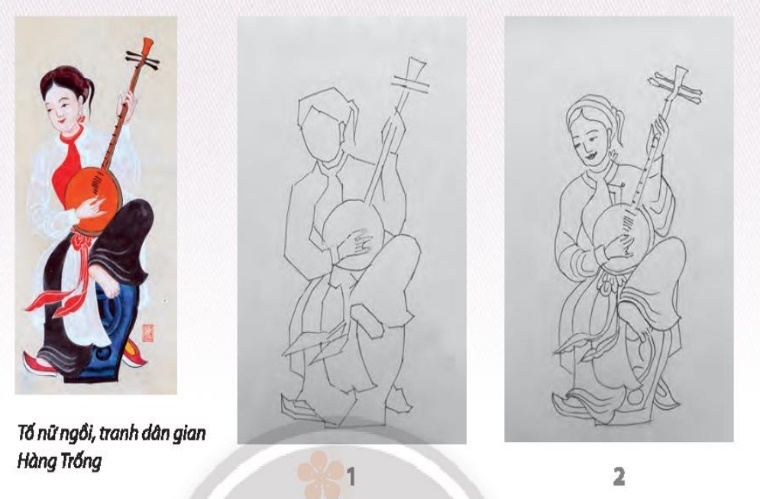 Tố nữ ngồi, tranh dân gian
Hàng Trống
1
2